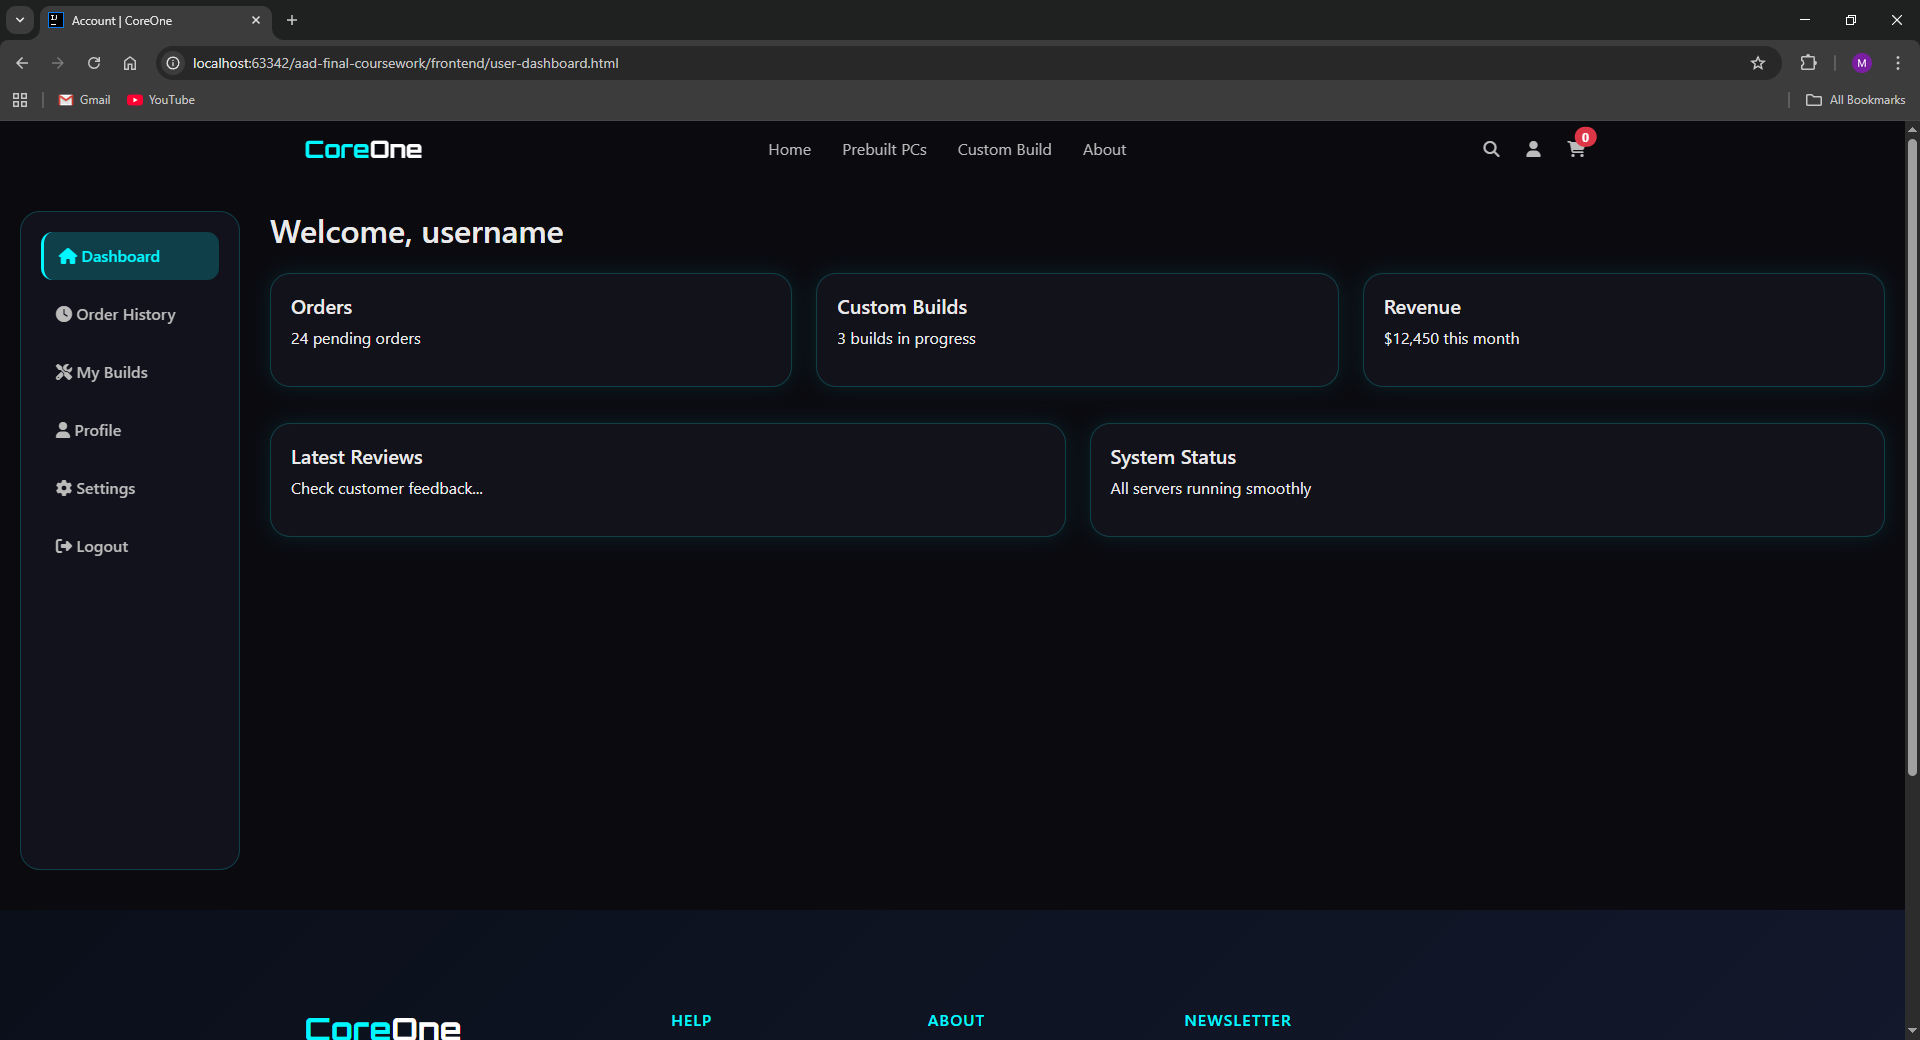 Account | CoreOne
localhost:63342/aad-final-coursework/frontend/user-dashboard.html
M
Gmail
YouTube
All Bookmarks
CoreOne
Home
Prebuilt PCs
Custom Build
About
0
Dashboard
Order History
My Builds
Profile
Settings
Logout
Welcome, username
Orders
24 pending orders
Custom Builds
3 builds in progress
Revenue
$12,450 this month
Latest Reviews
Check customer feedback...
System Status
All servers running smoothly
CoreOne
HELP
ABOUT
NEWSLETTER